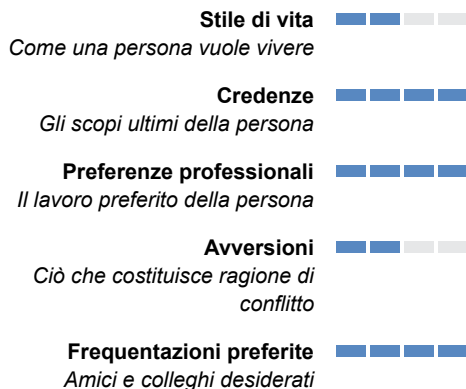 Stile di vita
Come una persona vuole vivere
Credenze
Gli scopi ultimi della persona
Preferenze professionali
Il lavoro preferito della persona
Avversioni
Ciò che costituisce ragione di
conflitto
Frequentazioni preferite
Amici e colleghi desiderati